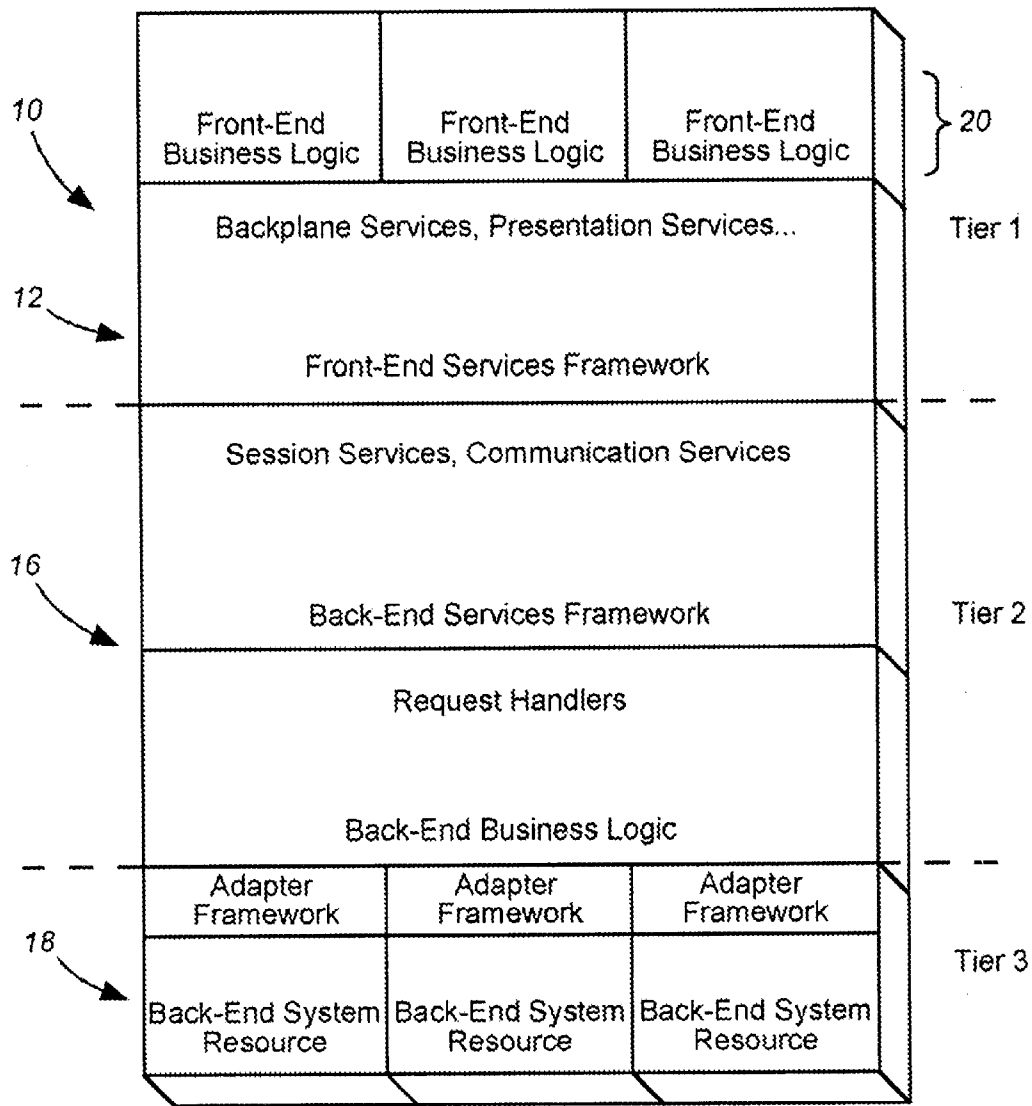 Front-End Business Logic
Front-End Business Logic
Front-End Business Logic
20
10
Backplane Services, Presentation Services...
Tier 1
12
Front-End Services Framework
Session Services, Communication Services
16
Back-End Services Framework
Tier 2
Request Handlers
Back-End Business Logic
Adapter Framework
Adapter Framework
Adapter Framework
18
Tier 3
Back-End System Resource
Back-End System Resource
Back-End System Resource